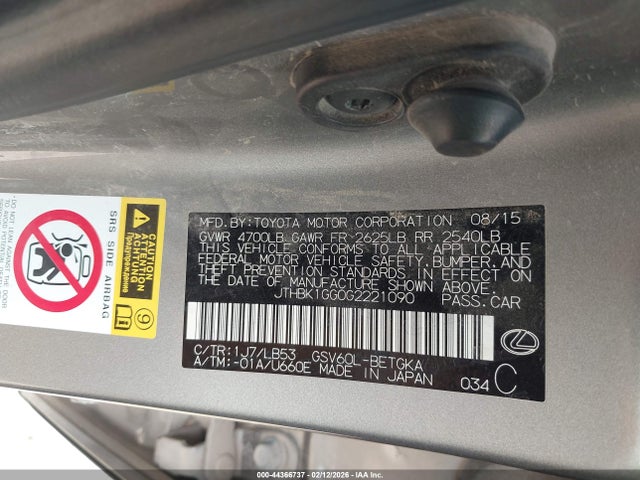 MFD. BY: TOYOTA MOTOR CORPORATION 08/15
GVWR 4700LB GAWR FR-2625LB RR 2540LB
THIS VEHICLE CONFORMS TO ALL APPLICABLE
FEDERAL MOTOR VEHICLE SAFETY, BUMPER, AND
THEFT PREVENTION STANDARDS IN EFFECT ON
THE DATE OF MANUFACTURE SHOWN ABOVE.
JTHBK1GG0G2221090 PASS.CAR
C/TR:1J7/LB53 GSV60L-BETGKA
A/TM:-01A/U660E MADE IN JAPAN
034 C
SRS SIDE AIRBAG
9
00-44366737 - 02/12/2026 - IAA Inc.